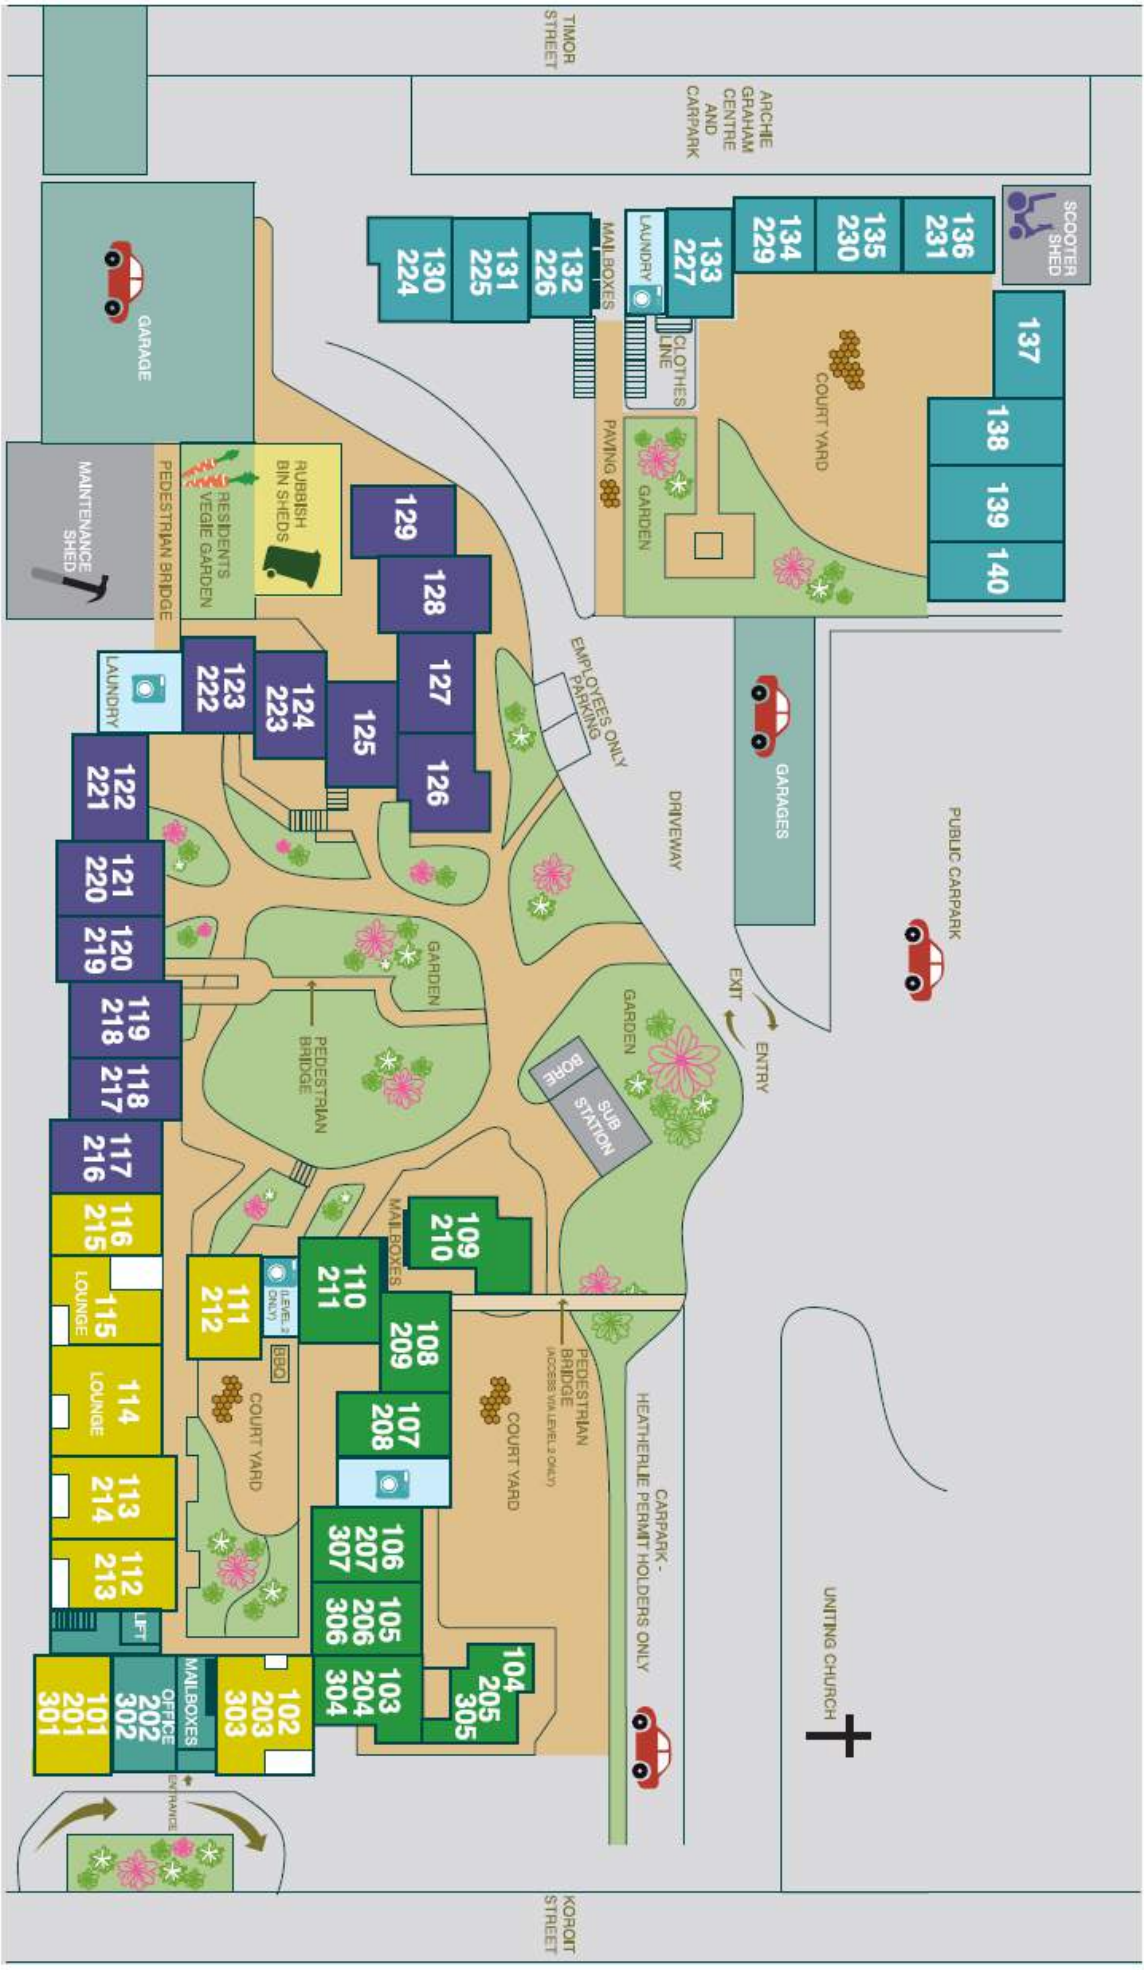 TIMOR
STREET
ARCHIE
GRAHAM
CENTRE
AND
CARPARK
SCOOTER
SHED
136
231
135
230
134
229
133
227
LAUNDRY
MAILBOXES
132
226
131
225
130
224
GARAGE
137
138
139
140
COURT YARD
CLOTHES
LINE
PAVING
GARDEN
RUBBISH
BIN SHEDS
RESIDENTS
VEGIE GARDEN
PEDESTRIAN BRIDGE
MAINTENANCE
SHED
129
128
127
126
125
124
223
123
222
LAUNDRY
122
221
121
220
120
219
119
218
118
217
117
216
EMPLOYEES ONLY
PARKING
DRIVEWAY
GARAGES
PUBLIC CARPARK
EXIT
ENTRY
GARDEN
GARDEN
PEDESTRIAN
BRIDGE
BORE
SUB
STATION
MAILBOXES
109
210
110
211
(LEVEL 2
ONLY)
111
212
116
215
115
LOUNGE
114
LOUNGE
113
214
112
213
LIFT
BBQ
COURT YARD
108
209
107
208
COURT YARD
PEDESTRIAN
BRIDGE
(ACCESS VIA LEVEL 2 ONLY)
CARPARK -
HEATHERLIE PERMIT HOLDERS ONLY
UNITING CHURCH
106
207
307
105
206
306
103
204
304
104
205
305
102
203
303
MAILBOXES
OFFICE
202
302
101
201
301
ENTRANCE
KOROIT
STREET